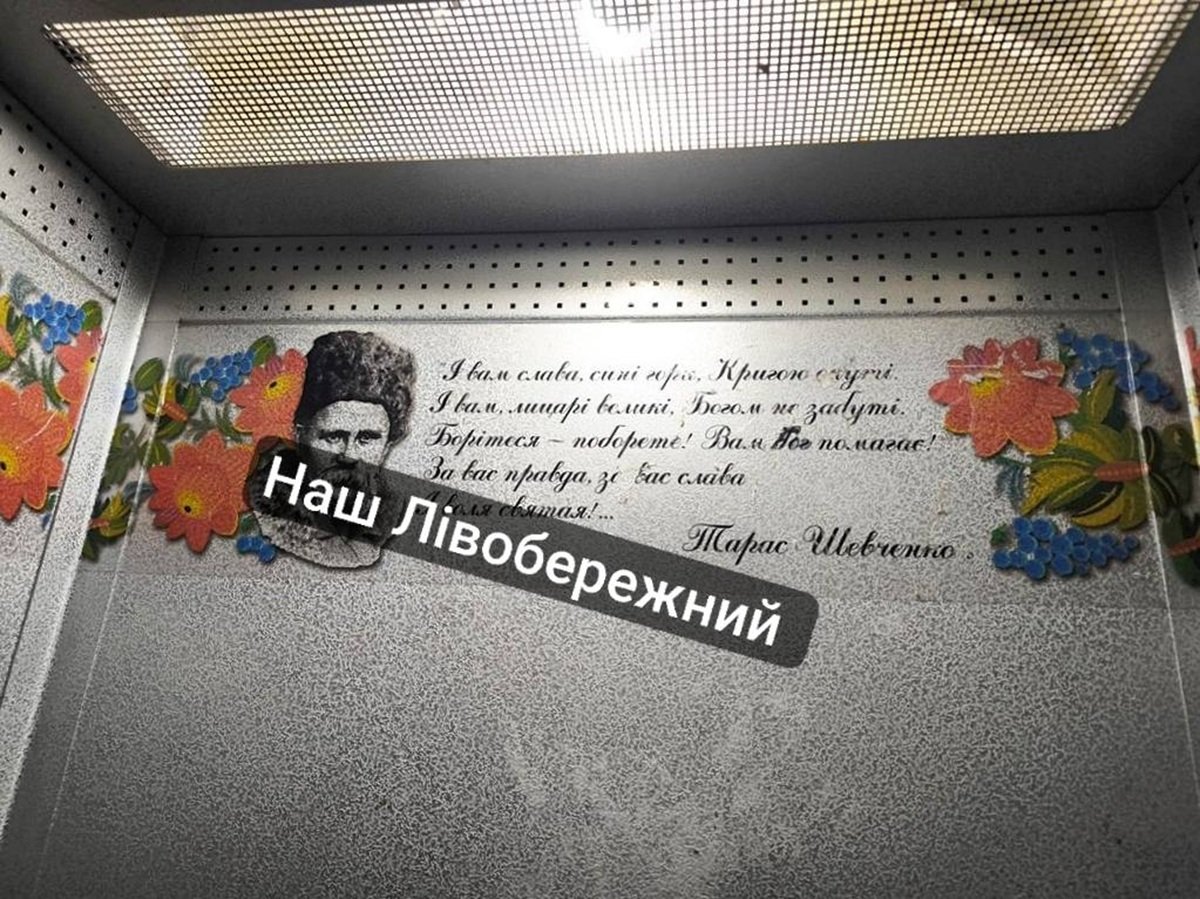 І вам слава, сині гори, Кригою окуті.
І вам, лицарі великі, Богом не забуті.
Борітеся – поборете! Вам Бог помагає!
За вас правда, за вас слава
І воля святая!...
Тарас Шевченко
Наш Лівобережний